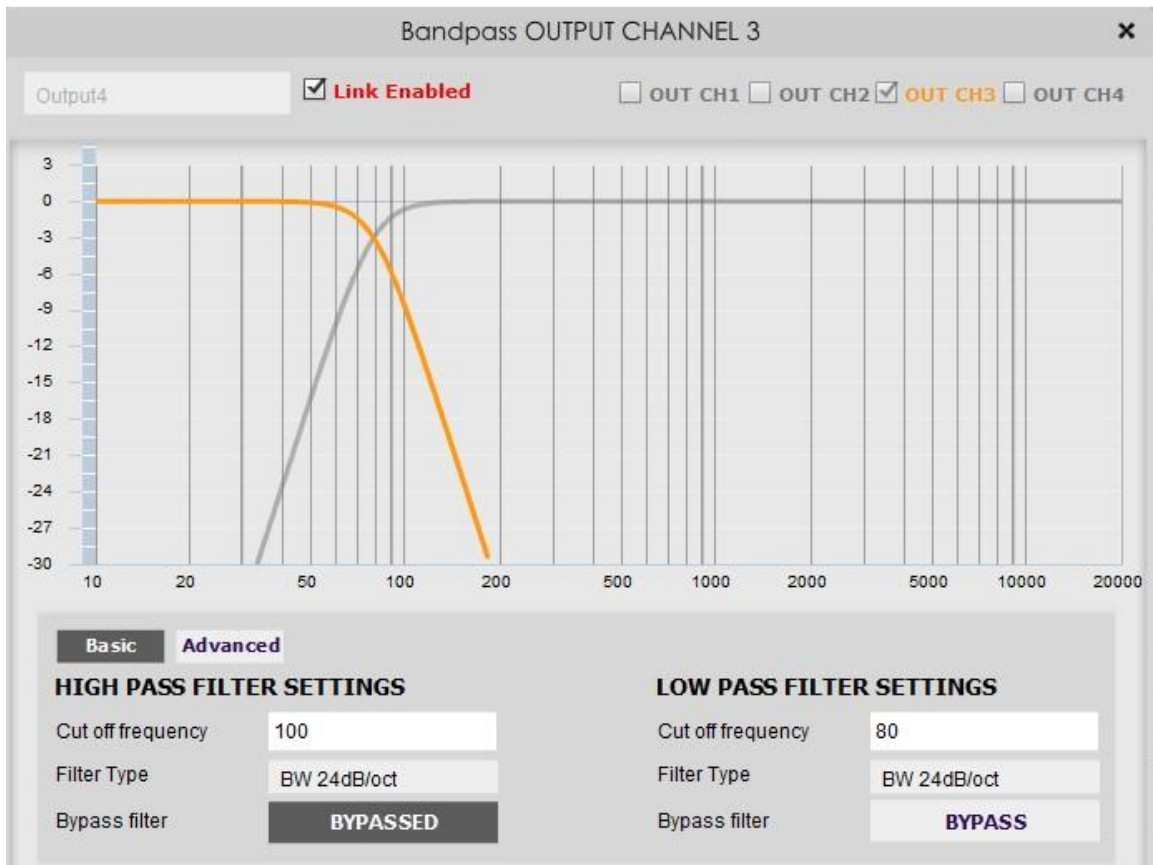 Bandpass OUTPUT CHANNEL 3
Output4
Link Enabled
OUT CH1 OUT CH2 OUT CH3 OUT CH4
3
0
-3
-6
-9
-12
-15
-18
-21
-24
-27
-30
10 20 50 100 200 500 1000 2000 5000 10000 20000
Basic Advanced
HIGH PASS FILTER SETTINGS
Cut off frequency 100
Filter Type BW 24dB/oct
Bypass filter BYPASSED
LOW PASS FILTER SETTINGS
Cut off frequency 80
Filter Type BW 24dB/oct
Bypass filter BYPASS